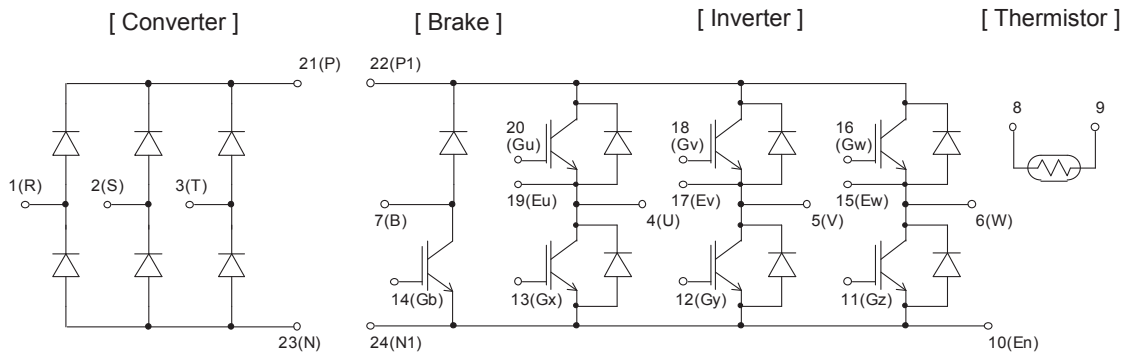 [ Converter ]
[ Brake ]
[ Inverter ]
[ Thermistor ]
21(P)
22(P1)
8
9
20
(Gu)
18
(Gv)
16
(Gw)
1(R)
2(S)
3(T)
19(Eu)
17(Ev)
15(Ew)
7(B)
4(U)
5(V)
6(W)
14(Gb)
13(Gx)
12(Gy)
11(Gz)
23(N)
24(N1)
10(En)